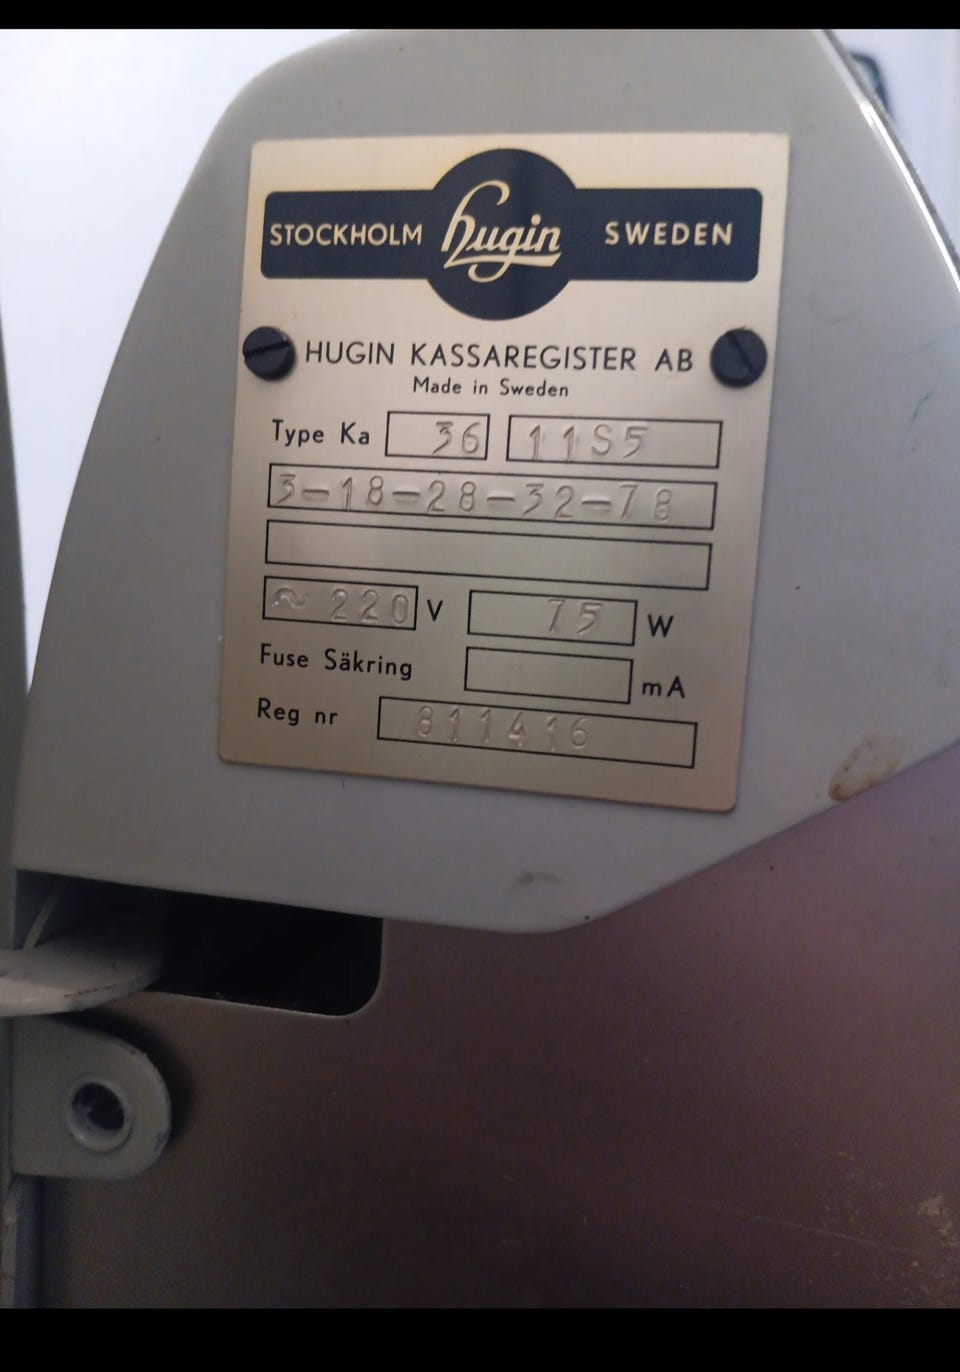 STOCKHOLM hugin SWEDEN
HUGIN KASSAREGISTER AB
Made in Sweden
Type Ka 36 11S5
3-18-28-32-78
~ 220 V 75 W
Fuse Säkring mA
Reg nr 811416